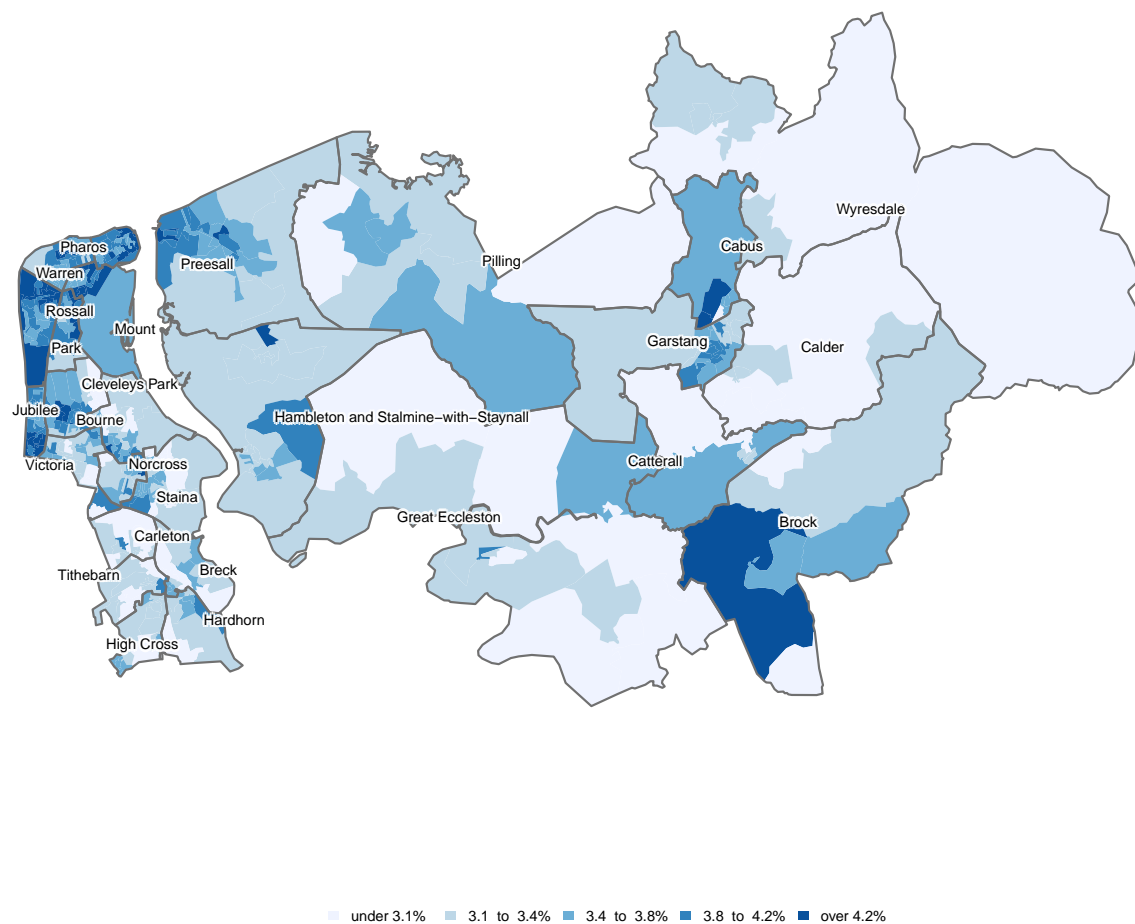 Wyresdale
Pharos
Cabus
Pilling
Preesall
Warren
Rossall
Mount
Garstang
Park
Calder
Cleveleys Park
Jubilee
Bourne
Hambleton and Stalmine−with−Staynall
Victoria
Norcross
Catterall
Staina
Great Eccleston
Brock
Carleton
Tithebarn
Breck
Hardhorn
High Cross
under 3.1% 3.1 to 3.4% 3.4 to 3.8% 3.8 to 4.2% over 4.2%